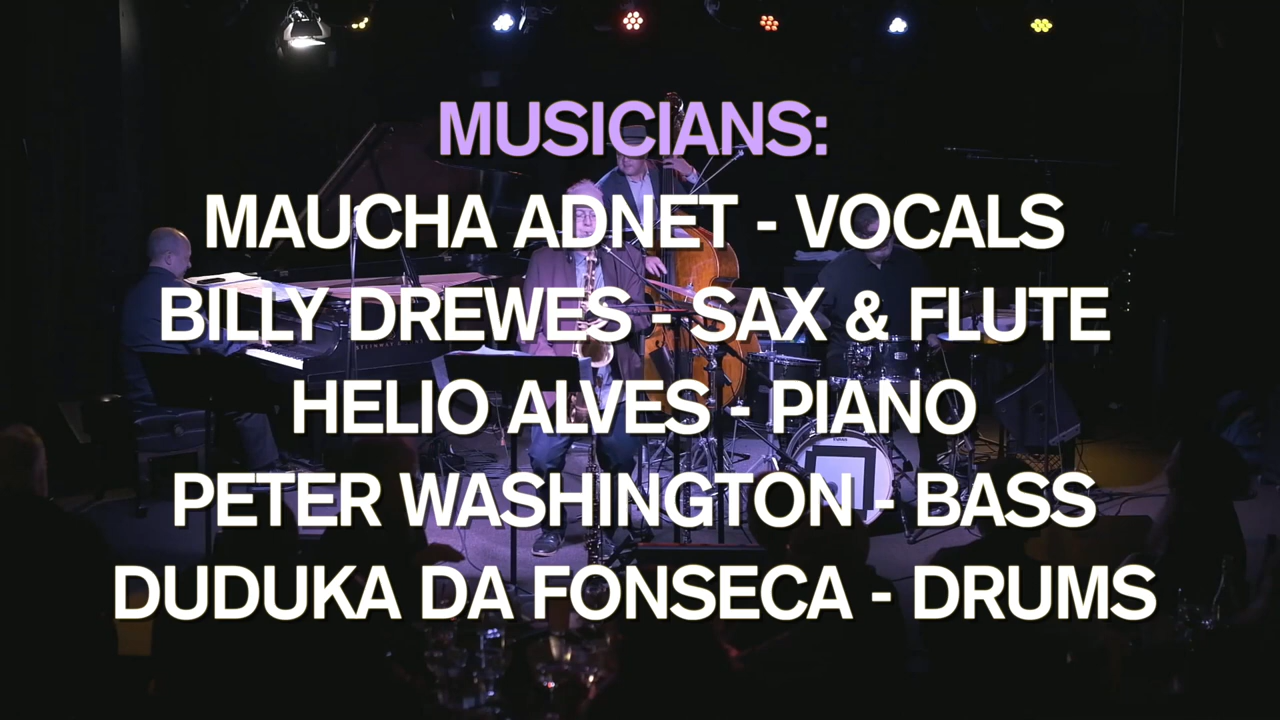 MUSICIANS:
MAUCHA ADNET - VOCALS
BILLY DREWES - SAX & FLUTE
HELIO ALVES - PIANO
PETER WASHINGTON - BASS
DUDUKA DA FONSECA - DRUMS